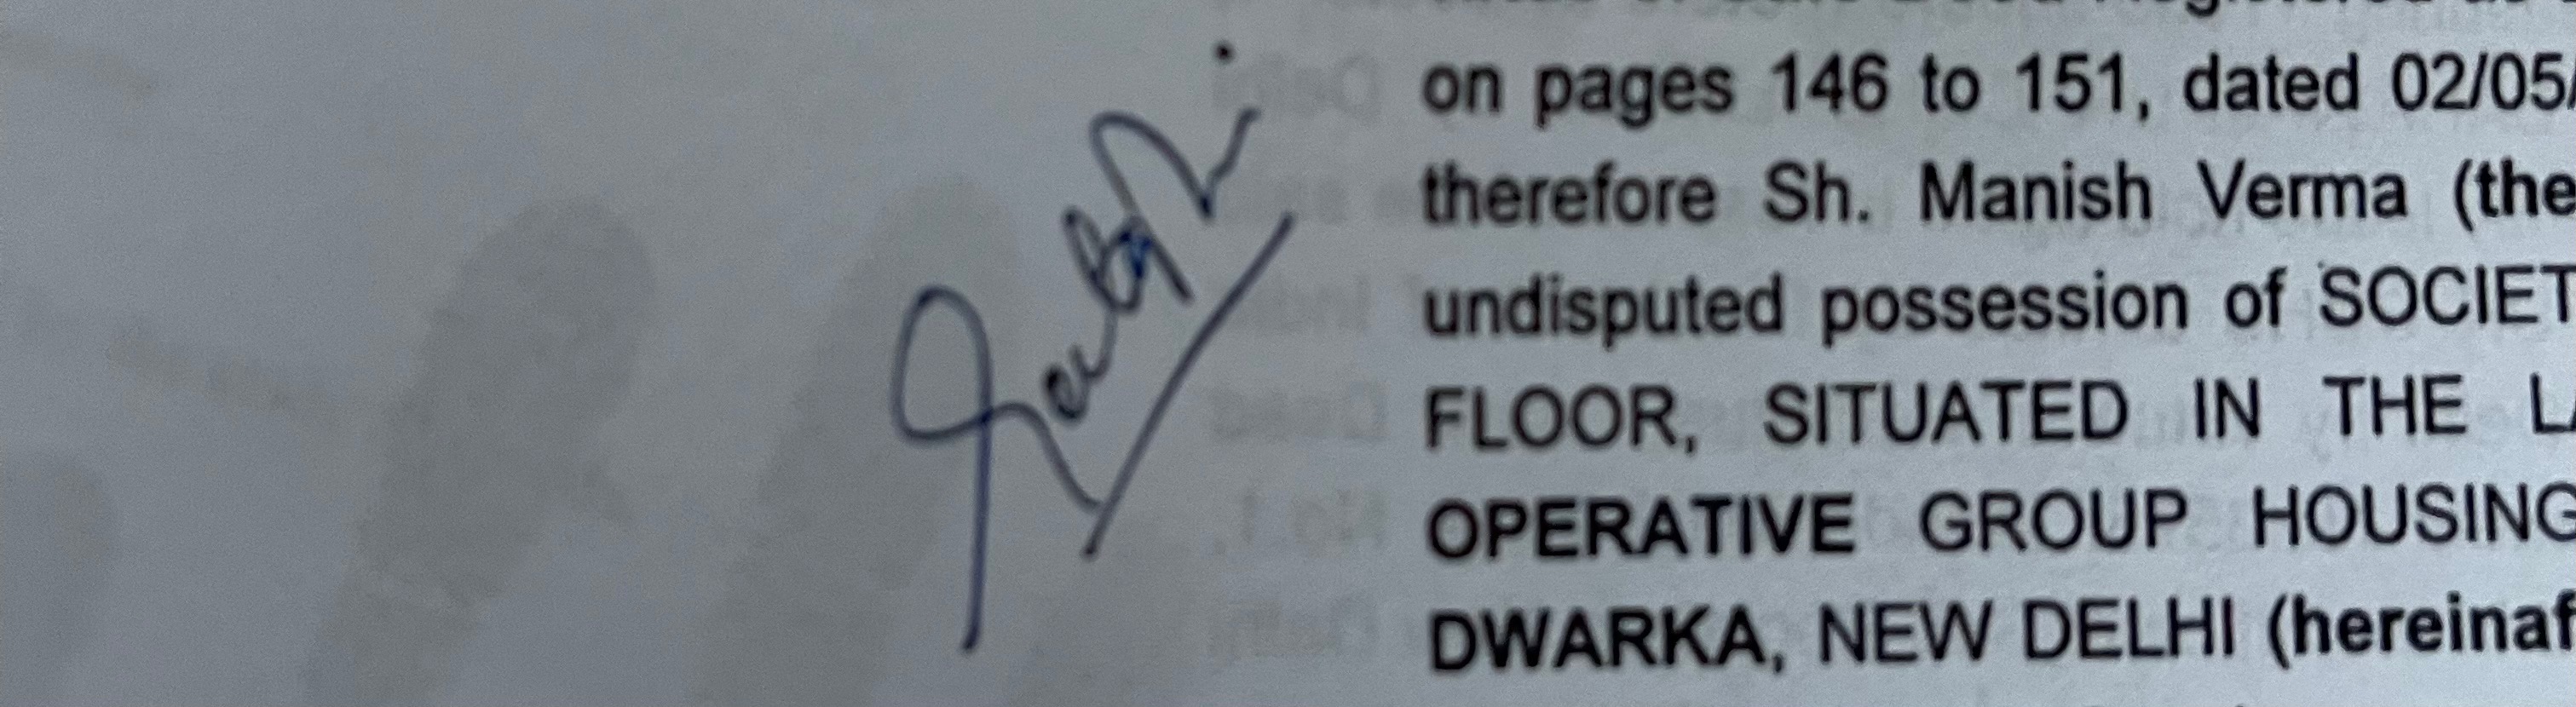 on pages 146 to 151, dated 02/05/
therefore Sh. Manish Verma (the
undisputed possession of SOCIET
FLOOR, SITUATED IN THE LA
OPERATIVE GROUP HOUSING
DWARKA, NEW DELHI (hereinaf